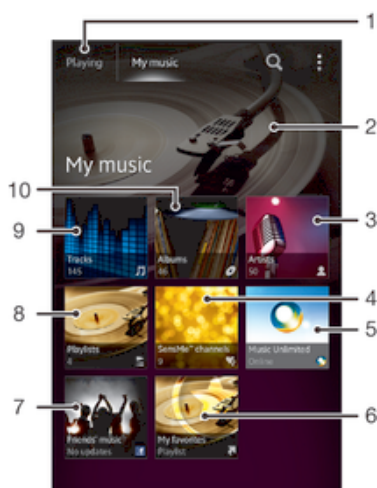 1
Playing My music
2
My music
10
9
Tracks
145
Albums
46
Artists
50
3
4
8
Playlists
4
SensMe™ channels
9
Music Unlimited
Online
5
7
Friends' music
No updates
My favorites
Playlist
6